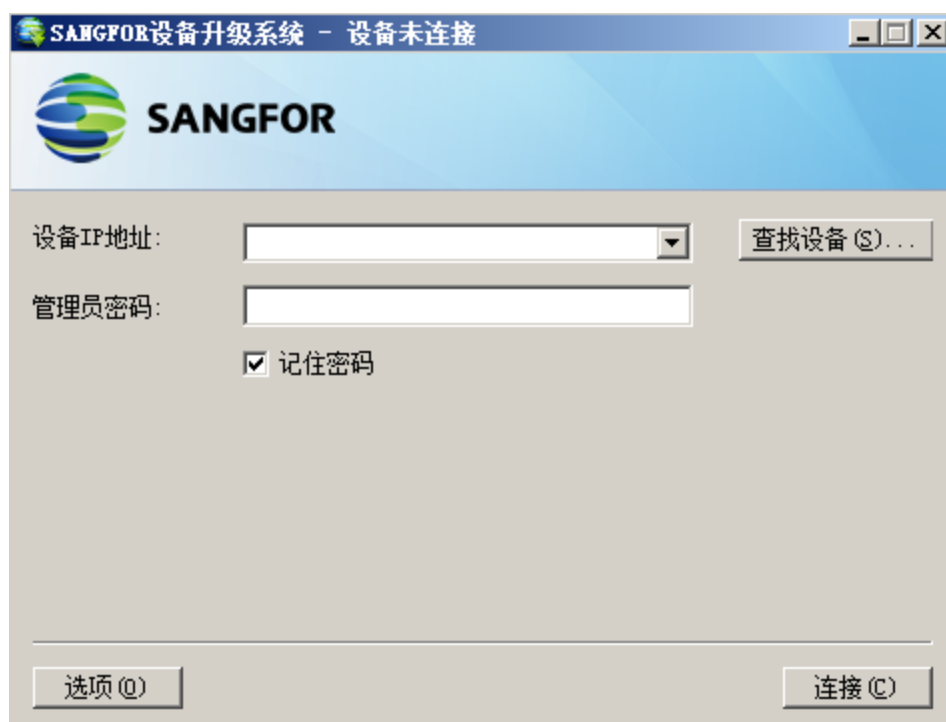 SANGFOR设备升级系统 - 设备未连接
SANGFOR
设备IP地址:
查找设备(S)...
管理员密码:
记住密码
选项(O)
连接(C)